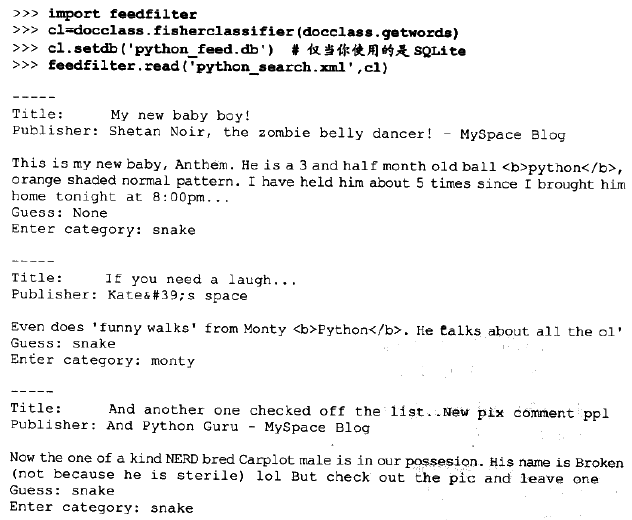 >>> import feedfilter
>>> cl=docclass.fisherclassifier(docclass.getwords)
>>> cl.setdb('python_feed.db')  # 仅当你使用的是 SQLite
>>> feedfilter.read('python_search.xml',cl)
-----
Title:     My new baby boy!
Publisher: Shetan Noir, the zombie belly dancer! - MySpace Blog
This is my new baby, Anthem. He is a 3 and half month old ball <b>python</b>,
orange shaded normal pattern. I have held him about 5 times since I brought him
home tonight at 8:00pm...
Guess: None
Enter category: snake
-----
Title:     If you need a laugh...
Publisher: Kate&#39;s space
Even does 'funny walks' from Monty <b>Python</b>. He talks about all the ol'
Guess: snake
Enter category: monty
-----
Title:     And another one checked off the list..New pix comment ppl
Publisher: And Python Guru - MySpace Blog
Now the one of a kind NERD bred Carplot male is in our possesion. His name is Broken
(not because he is sterile) lol But check out the pic and leave one
Guess: snake
Enter category: snake